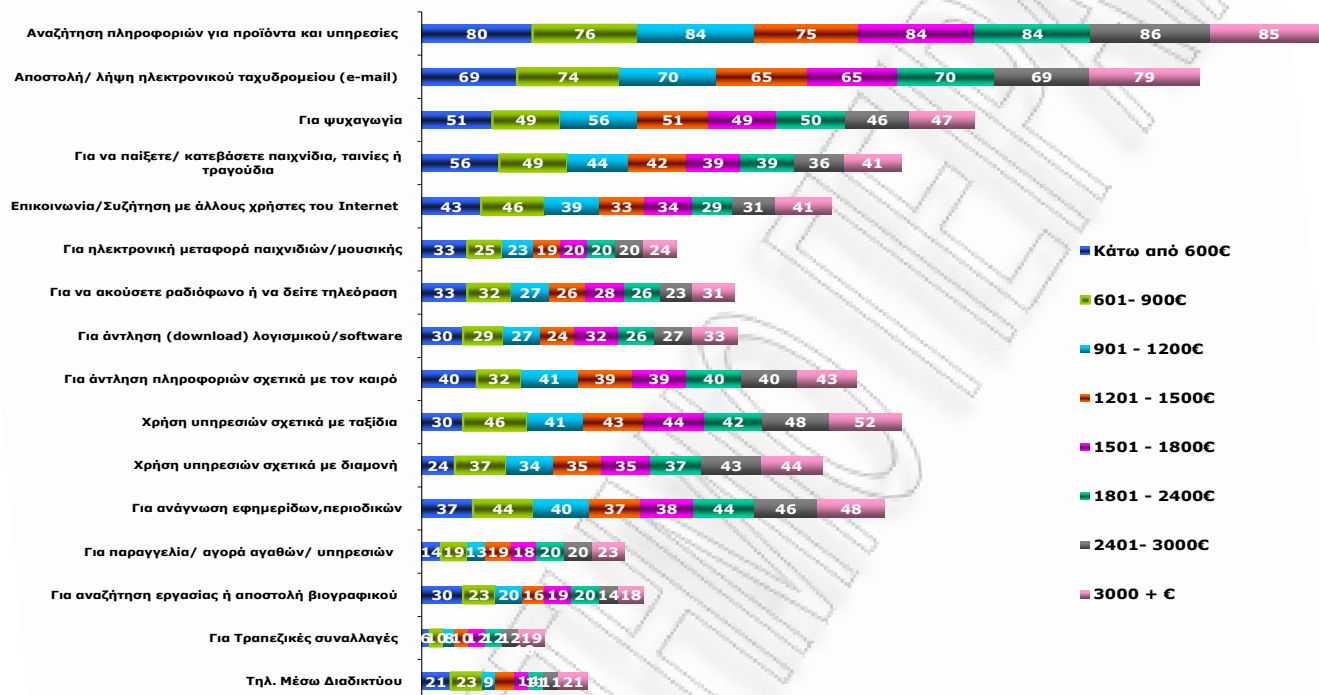 Αναζήτηση πληροφοριών για προϊόντα και υπηρεσίες 80 76 84 75 84 84 86 85
Αποστολή/ λήψη ηλεκτρονικού ταχυδρομείου (e-mail) 69 74 70 65 65 70 69 79
Για ψυχαγωγία 51 49 56 51 49 50 46 47
Για να παίξετε/ κατεβάσετε παιχνίδια, ταινίες ή
τραγούδια 56 49 44 42 39 39 36 41
Επικοινωνία/Συζήτηση με άλλους χρήστες του Internet 43 46 39 33 34 29 31 41
Για ηλεκτρονική μεταφορά παιχνιδιών/μουσικής 33 25 23 19 20 20 20 24
Για να ακούσετε ραδιόφωνο ή να δείτε τηλεόραση 33 32 27 26 28 26 23 31
Για άντληση (download) λογισμικού/software 30 29 27 24 32 26 27 33
Για άντληση πληροφοριών σχετικά με τον καιρό 40 32 41 39 39 40 40 43
Χρήση υπηρεσιών σχετικά με ταξίδια 30 46 41 43 44 42 48 52
Χρήση υπηρεσιών σχετικά με διαμονή 24 37 34 35 35 37 43 44
Για ανάγνωση εφημερίδων,περιοδικών 37 44 40 37 38 44 46 48
Για παραγγελία/ αγορά αγαθών/ υπηρεσιών 14 19 13 19 18 20 20 23
Για αναζήτηση εργασίας ή αποστολή βιογραφικού 30 23 20 16 19 20 14 18
Για Τραπεζικές συναλλαγές 6 10 8 10 12 12 12 19
Τηλ. Μέσω Διαδικτύου 21 23 9 11 21
Κάτω από 600€
601- 900€
901 - 1200€
1201 - 1500€
1501 - 1800€
1801 - 2400€
2401- 3000€
3000 + €